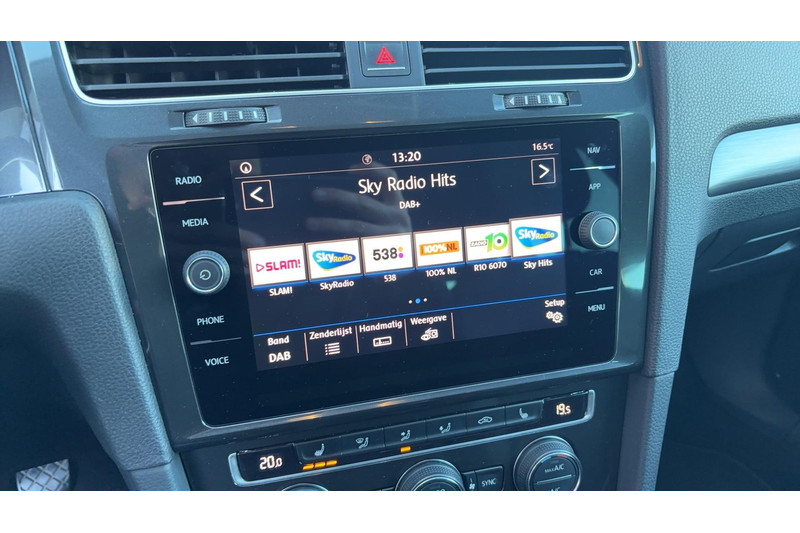 RADIO
MEDIA
PHONE
VOICE
NAV
APP
CAR
MENU
13:20
16.5°C
Sky Radio Hits
DAB+
SLAM!
SkyRadio
538
100%NL
RADIO 10
SkyRadio
SLAM!
SkyRadio
538
100% NL
R10 6070
Sky Hits
Setup
Band
DAB
Zenderlijst
Handmatig
Weergave
20.0
19.5
SYNC
MAX A/C
A/C